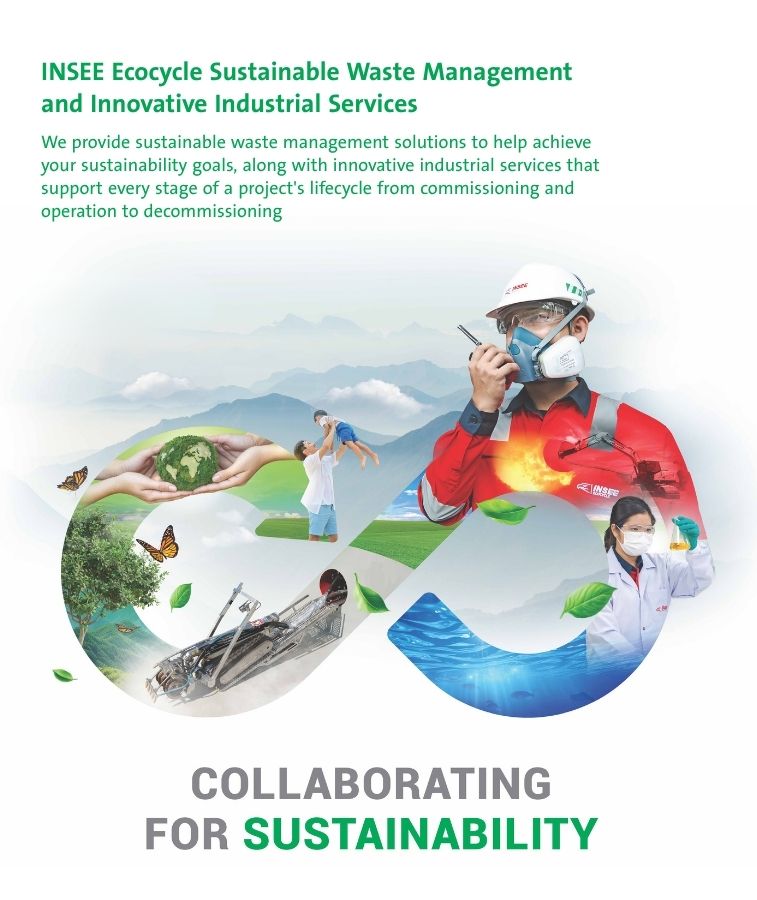 INSEE Ecocycle Sustainable Waste Management
and Innovative Industrial Services
We provide sustainable waste management solutions to help achieve
your sustainability goals, along with innovative industrial services that
support every stage of a project's lifecycle from commissioning and
operation to decommissioning
INSEE
INSEE
COLLABORATING
FOR SUSTAINABILITY